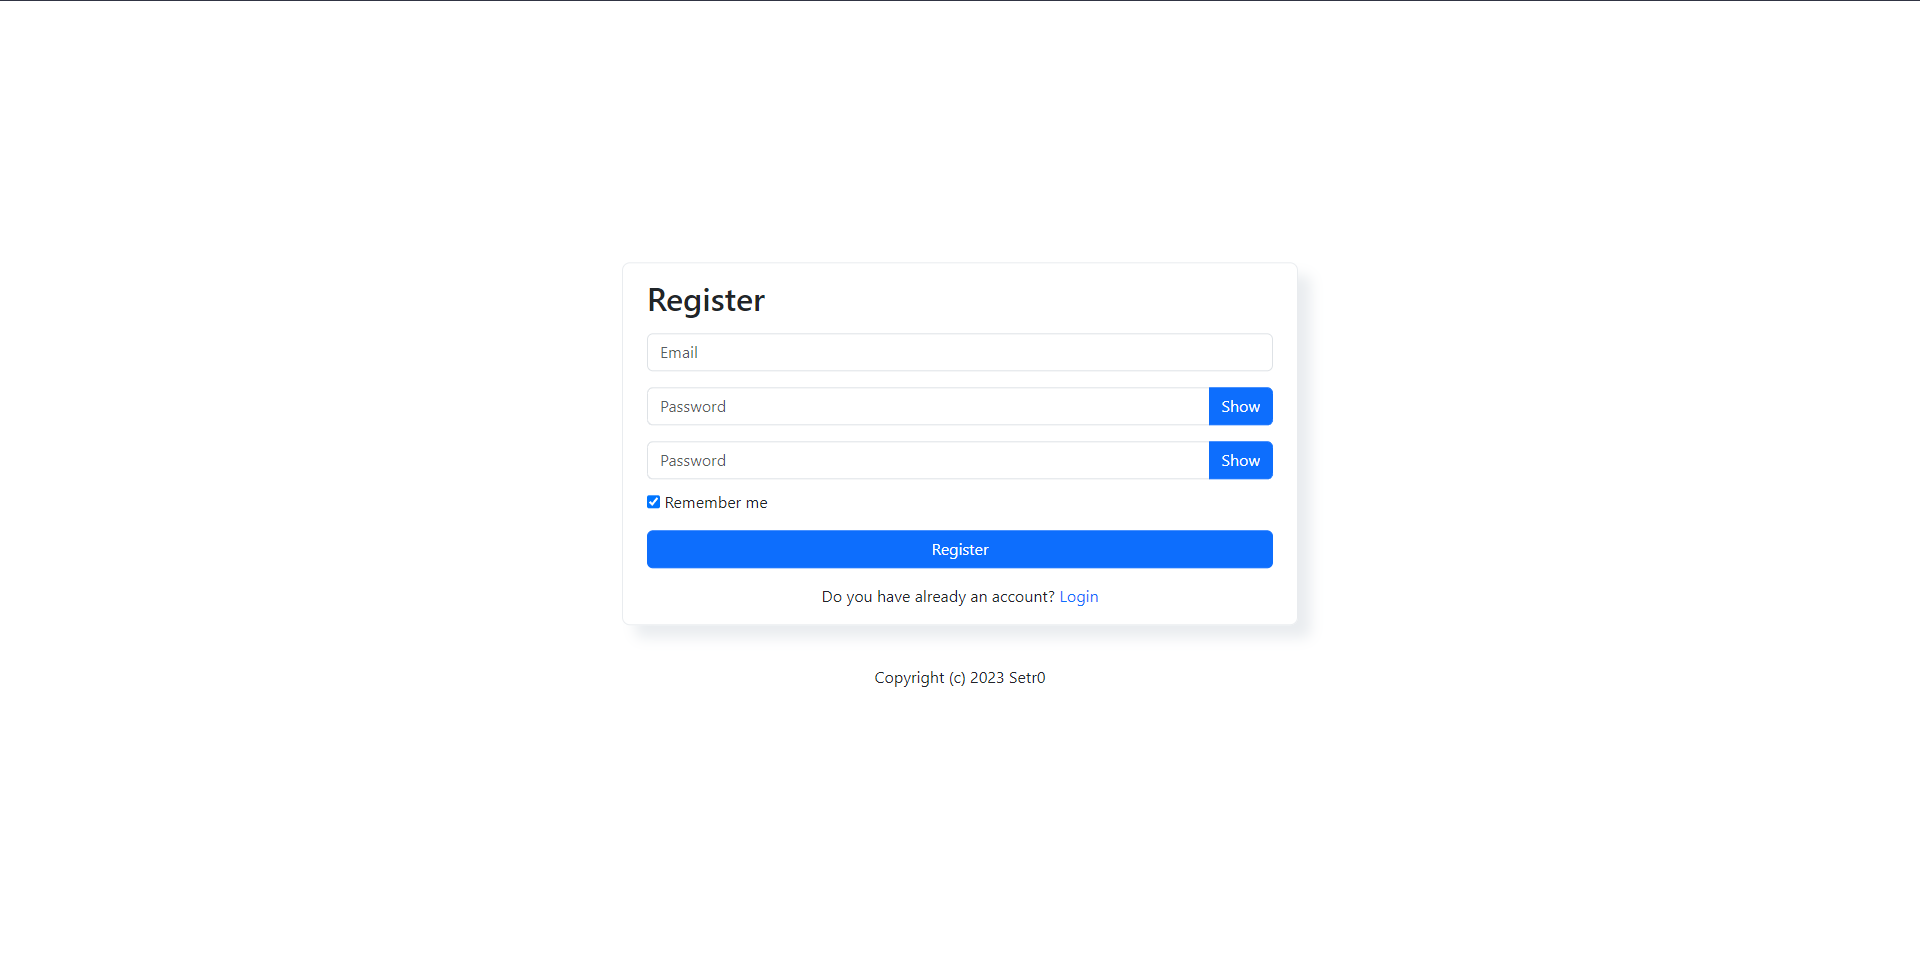 Register
Email
Password Show
Password Show
Remember me
Register
Do you have already an account? Login
Copyright (c) 2023 Setr0